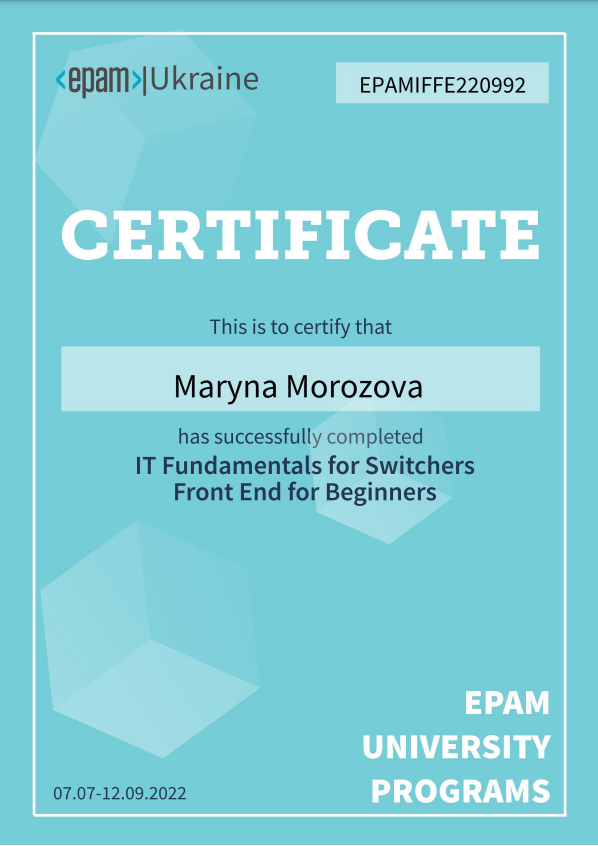 <epam>|Ukraine
EPAMIFFE220992
CERTIFICATE
This is to certify that
Maryna Morozova
has successfully completed
IT Fundamentals for Switchers
Front End for Beginners
EPAM
UNIVERSITY
PROGRAMS
07.07-12.09.2022